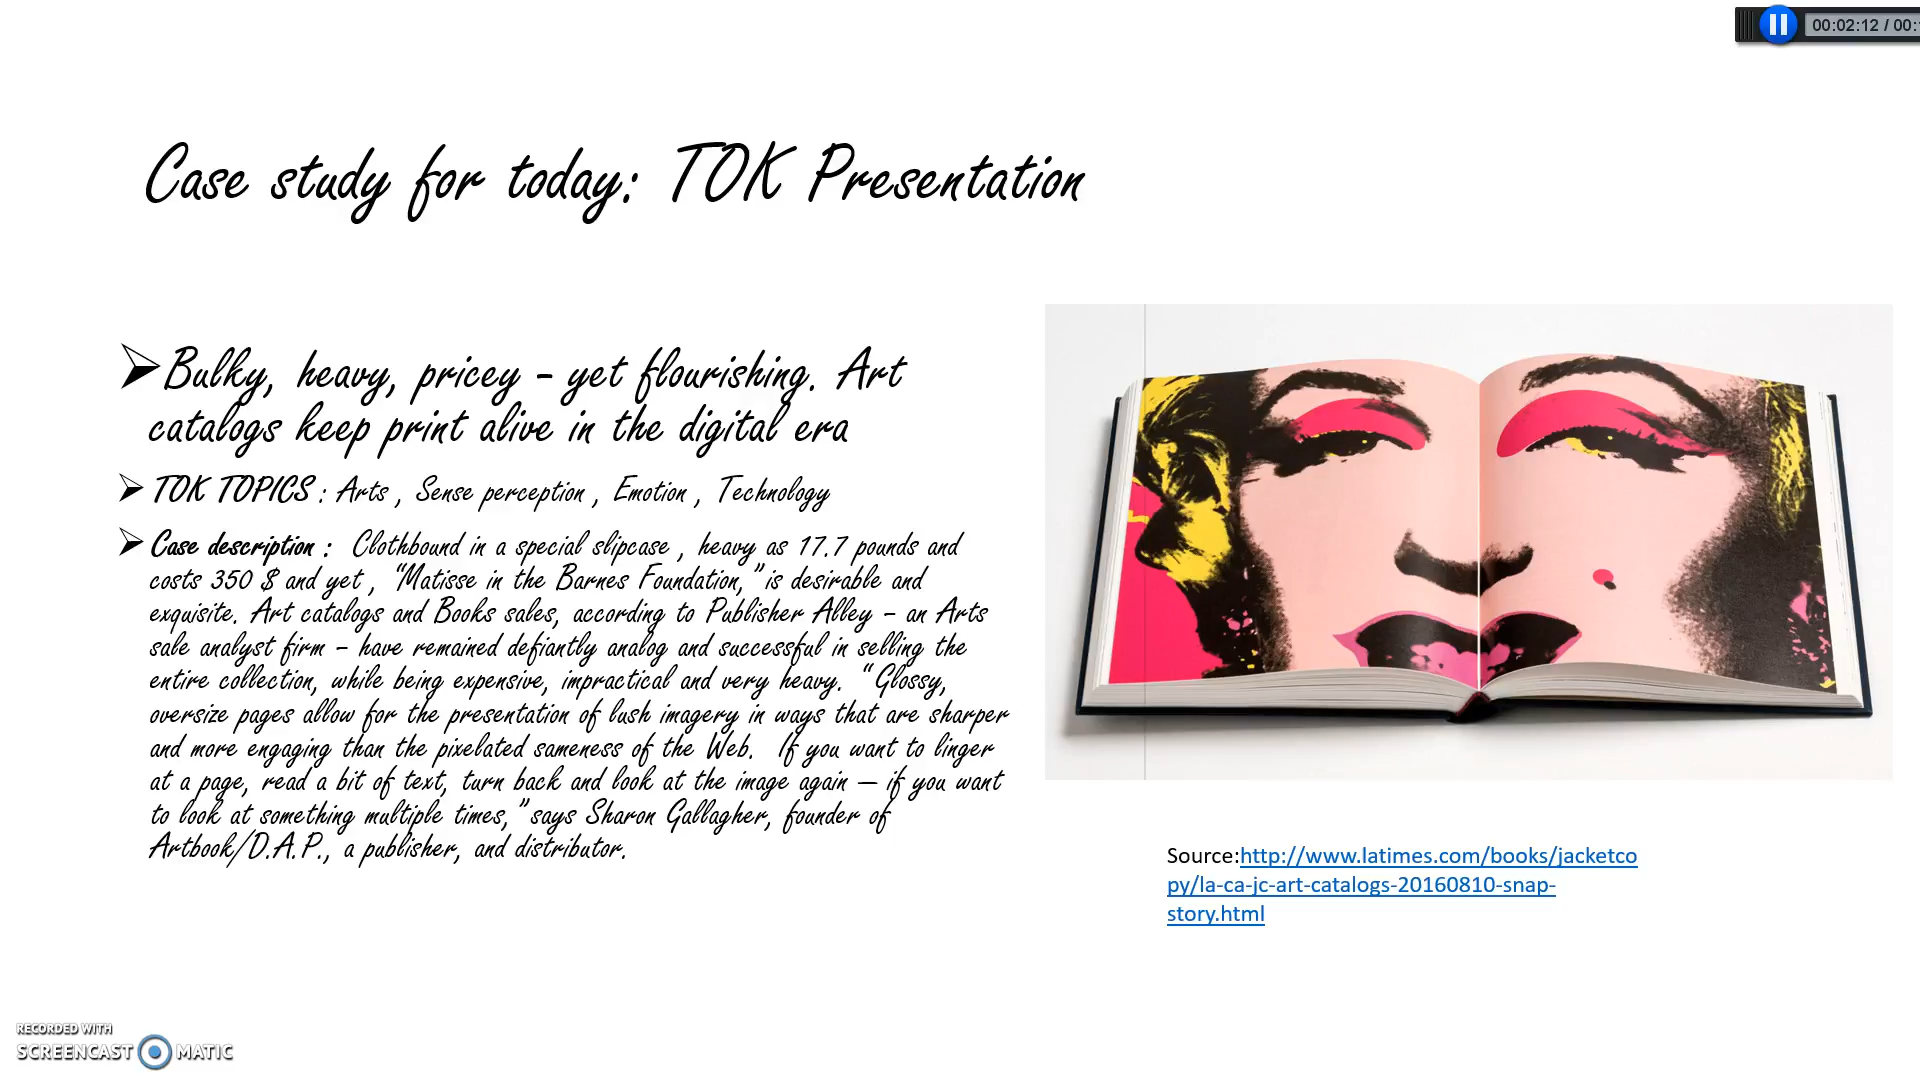 00:02:12 / 00:
Case study for today: TOK Presentation
Bulky, heavy, pricey – yet flourishing. Art
catalogs keep print alive in the digital era
TOK TOPICS : Arts , Sense perception , Emotion , Technology
Case description : Clothbound in a special slipcase , heavy as 17.7 pounds and
costs 350 $ and yet , “Matisse in the Barnes Foundation,” is desirable and
exquisite. Art catalogs and Books sales, according to Publisher Alley – an Arts
sale analyst firm – have remained defiantly analog and successful in selling the
entire collection, while being expensive, impractical and very heavy. “ Glossy,
oversize pages allow for the presentation of lush imagery in ways that are sharper
and more engaging than the pixelated sameness of the Web. If you want to linger
at a page, read a bit of text, turn back and look at the image again — if you want
to look at something multiple times,” says Sharon Gallagher, founder of
Artbook/D.A.P., a publisher, and distributor.
Source:http://www.latimes.com/books/jacketco
py/la-ca-jc-art-catalogs-20160810-snap-
story.html
RECORDED WITH
SCREENCAST MATIC